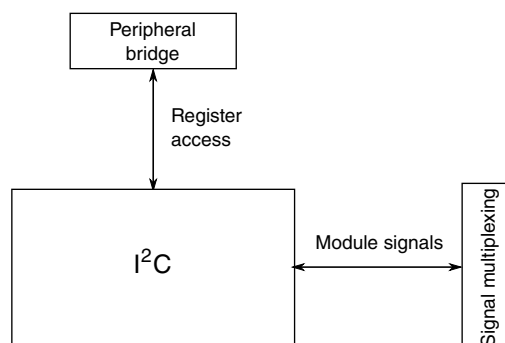 Peripheral
bridge
Register
access
I²C
Module signals
Signal multiplexing